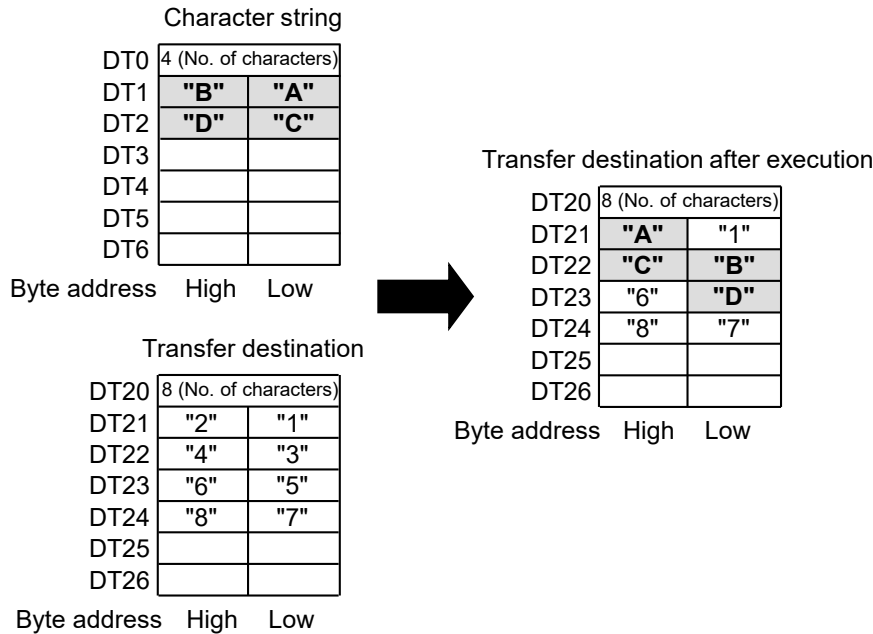 Character string
DT0 4 (No. of characters)
DT1 "B" "A"
DT2 "D" "C"
DT3
DT4
DT5
DT6
Byte address High Low
Transfer destination
DT20 8 (No. of characters)
DT21 "2" "1"
DT22 "4" "3"
DT23 "6" "5"
DT24 "8" "7"
DT25
DT26
Byte address High Low
Transfer destination after execution
DT20 8 (No. of characters)
DT21 "A" "1"
DT22 "C" "B"
DT23 "6" "D"
DT24 "8" "7"
DT25
DT26
Byte address High Low